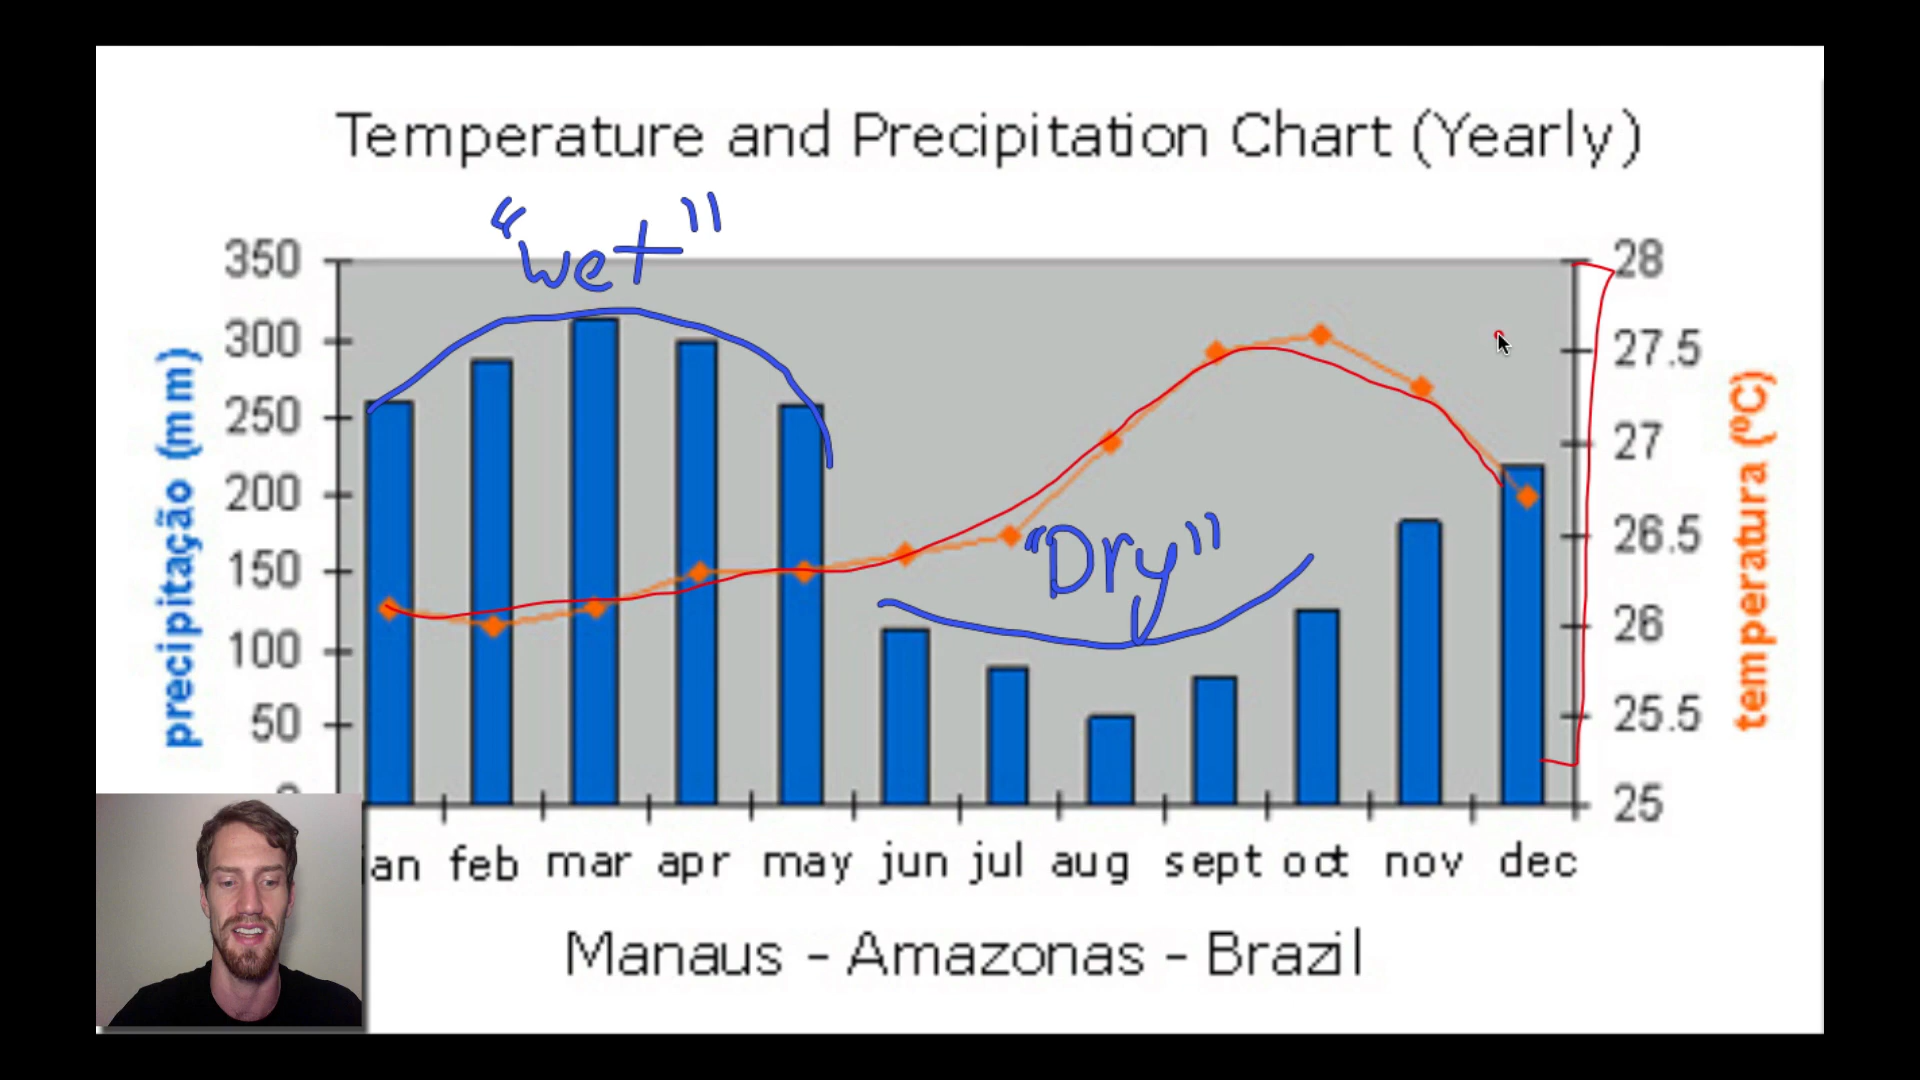 Temperature and Precipitation Chart (Yearly)
"wet"
350
300
250
200
150
100
50
precipitação (mm)
"Dry"
28
27.5
27
26.5
26
25.5
25
temperatura (ºC)
jan feb mar apr may jun jul aug sept oct nov dec
Manaus - Amazonas - Brazil